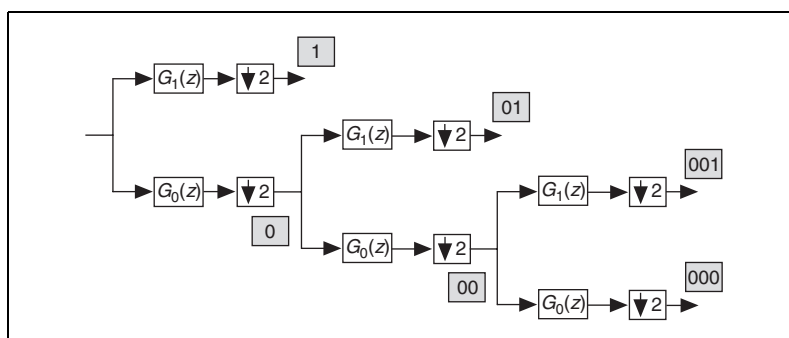 1
G₁(z) ↓ 2
01
G₁(z) ↓ 2
001
G₀(z) ↓ 2
G₁(z) ↓ 2
0
G₀(z) ↓ 2
00
000
G₀(z) ↓ 2